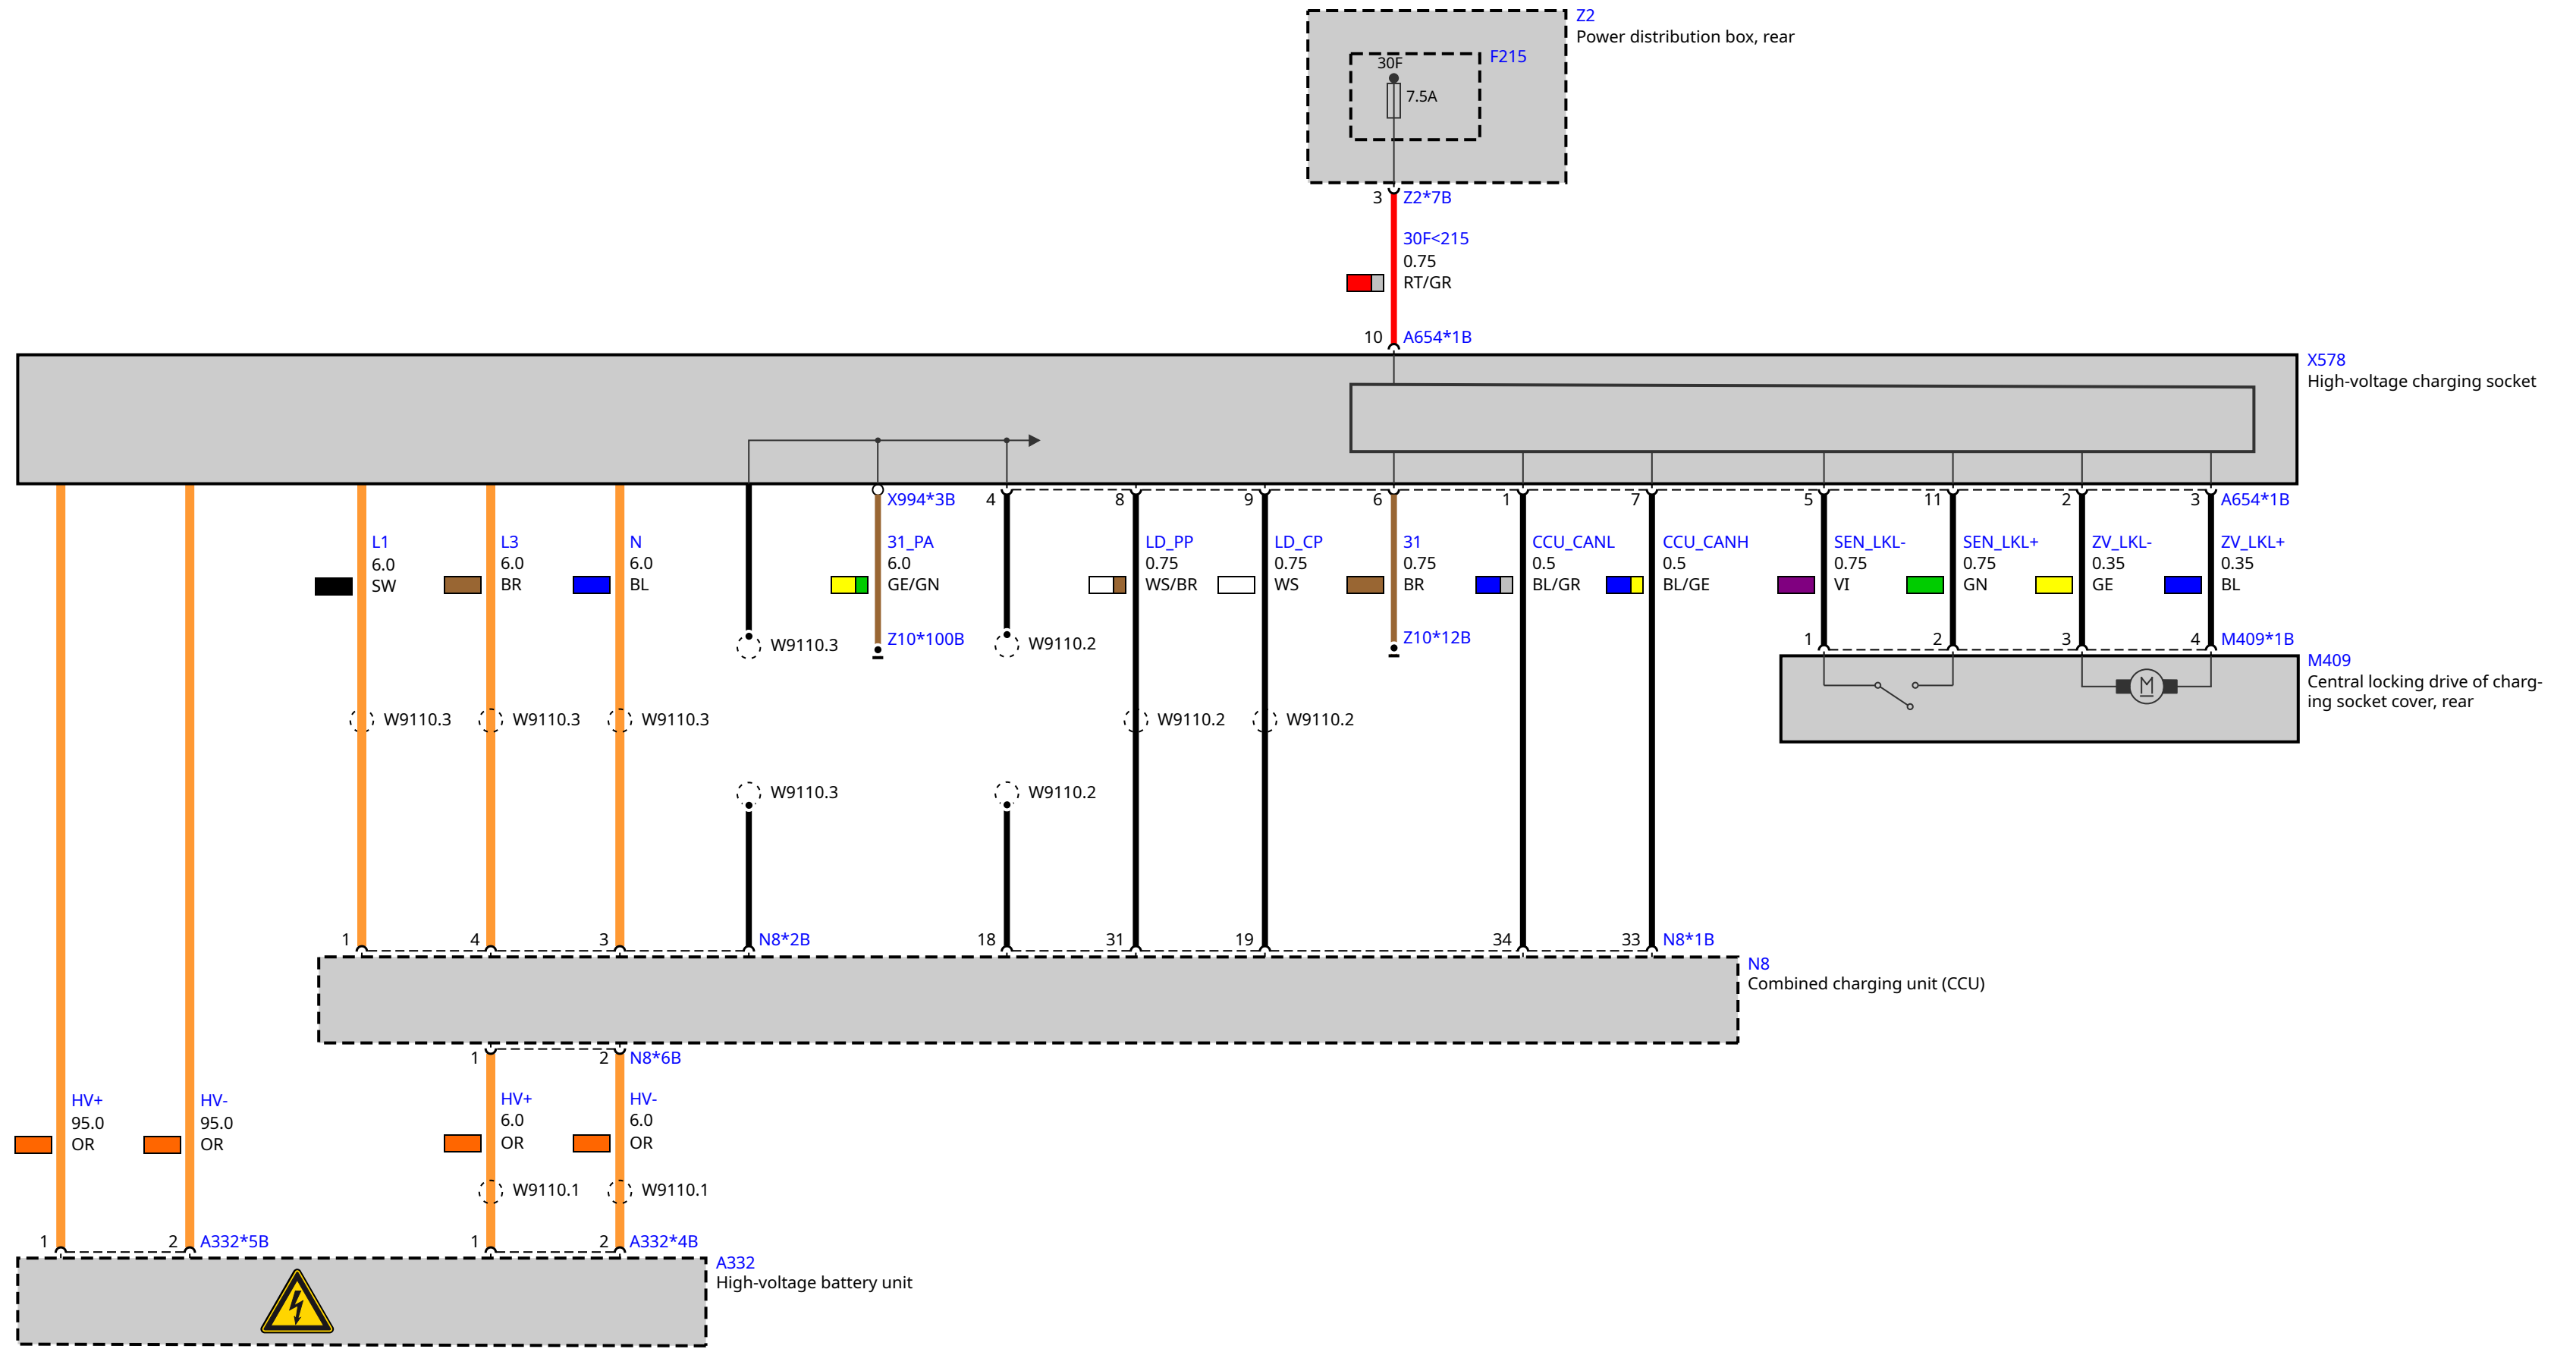 Z2
Power distribution box, rear
F215
30F
7.5A
3
Z2*7B
30F<215
0.75
RT/GR
10
A654*1B
X578
High-voltage charging socket
X994*3B
4
8
9
6
1
7
5
11
2
3
A654*1B
L1
6.0
SW
L3
6.0
BR
N
6.0
BL
31_PA
6.0
GE/GN
LD_PP
0.75
WS/BR
LD_CP
0.75
WS
31
0.75
BR
CCU_CANL
0.5
BL/GR
CCU_CANH
0.5
BL/GE
SEN_LKL-
0.75
VI
SEN_LKL+
0.75
GN
ZV_LKL-
0.35
GE
ZV_LKL+
0.35
BL
W9110.3
Z10*100B
W9110.2
Z10*12B
1
2
3
4
M409*1B
M409
Central locking drive of charg-
ing socket cover, rear
M
W9110.3
W9110.3
W9110.3
W9110.2
W9110.2
W9110.3
W9110.2
1
4
3
N8*2B
18
31
19
34
33
N8*1B
N8
Combined charging unit (CCU)
1
2
N8*6B
HV+
95.0
OR
HV-
95.0
OR
HV+
6.0
OR
HV-
6.0
OR
W9110.1
W9110.1
1
2
A332*5B
1
2
A332*4B
A332
High-voltage battery unit